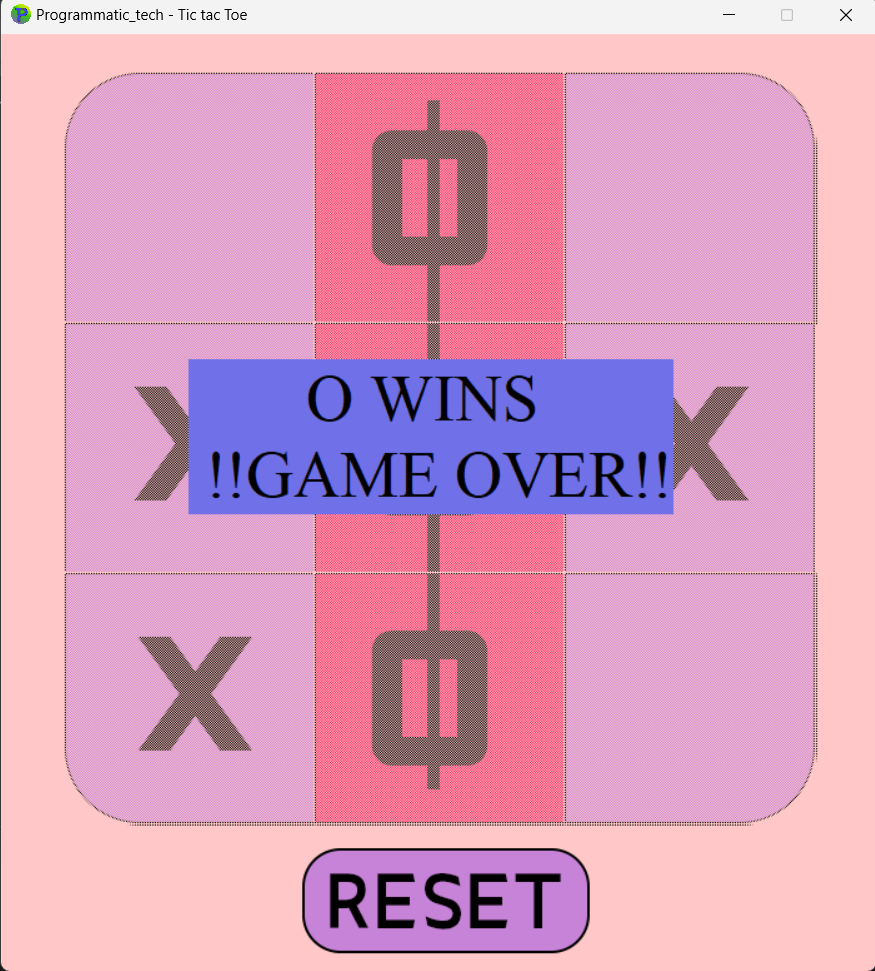 Programmatic_tech - Tic tac Toe
O
O WINS
X X
!!GAME OVER!!
X O
RESET